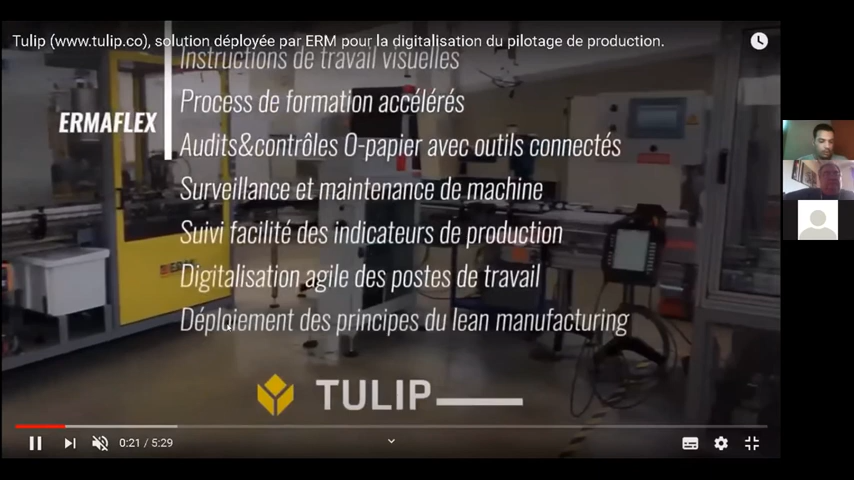 Tulip (www.tulip.co), solution déployée par ERM pour la digitalisation du pilotage de production.
Instructions de travail visuelles
Process de formation accélérés
ERMAFLEX
Audits&contrôles 0-papier avec outils connectés
Surveillance et maintenance de machine
Suivi facilité des indicateurs de production
Digitalisation agile des postes de travail
Déploiement des principes du lean manufacturing
TULIP
0:21 / 5:29